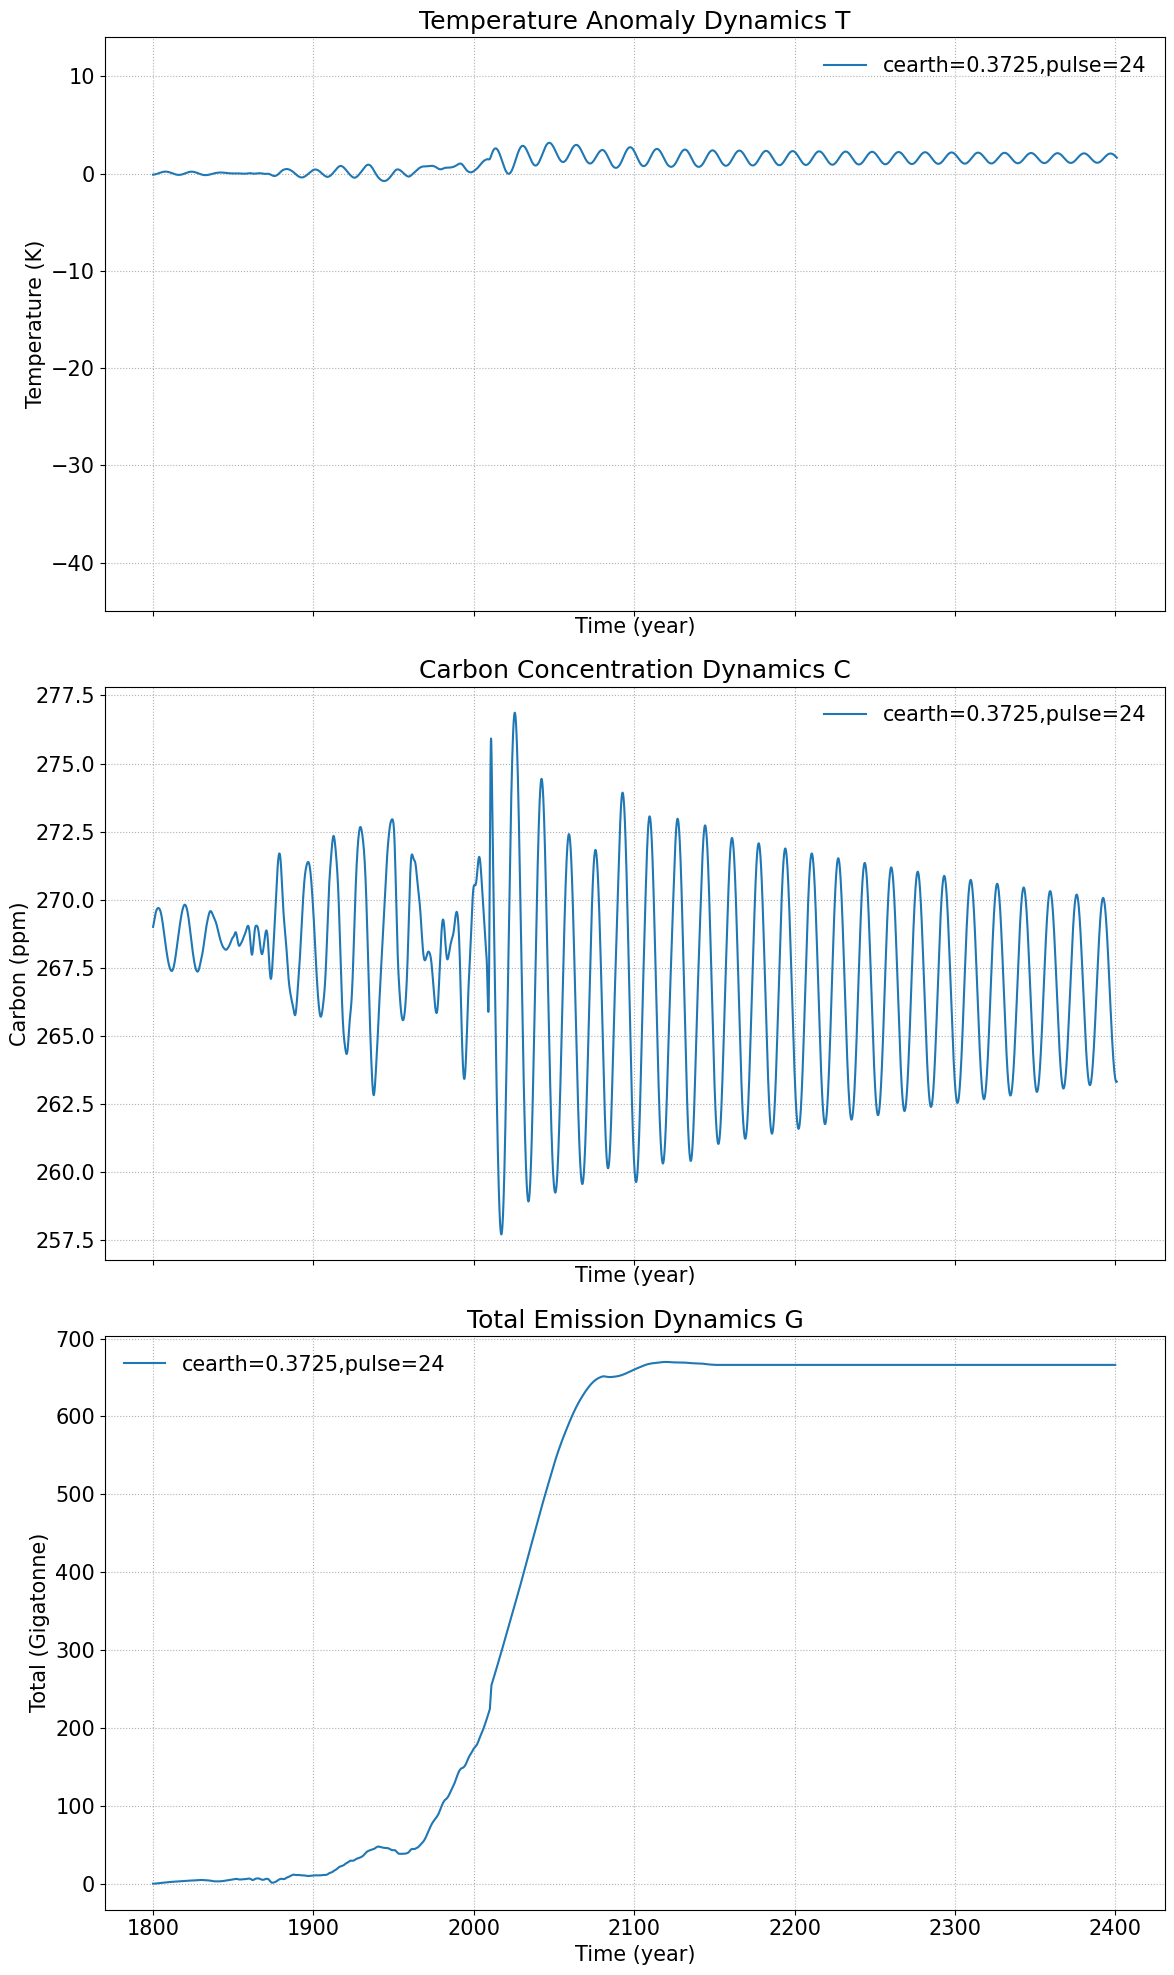 Temperature Anomaly Dynamics T
cearth=0.3725,pulse=24
10
0
−10
−20
−30
−40
Temperature (K)
Time (year)
Carbon Concentration Dynamics C
cearth=0.3725,pulse=24
277.5
275.0
272.5
270.0
267.5
265.0
262.5
260.0
257.5
Carbon (ppm)
Time (year)
Total Emission Dynamics G
cearth=0.3725,pulse=24
700
600
500
400
300
200
100
0
Total (Gigatonne)
1800 1900 2000 2100 2200 2300 2400
Time (year)